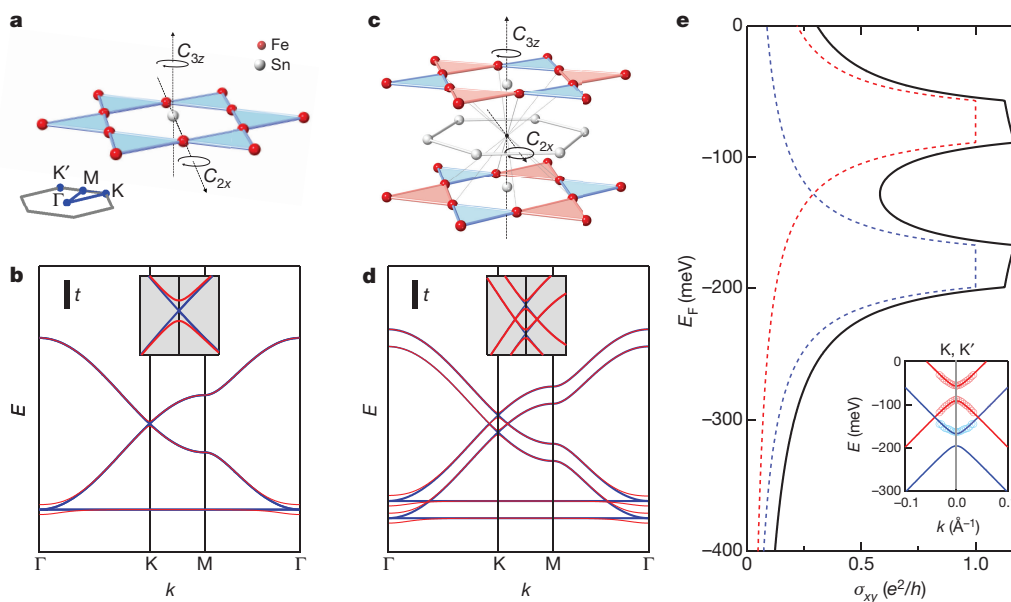 a
C3z
Fe
Sn
C2x
K′
M
K
Γ
b
t
E
Γ
K
M
Γ
k
c
C3z
C2x
d
t
E
Γ
K
M
Γ
k
e
0
−100
−200
−300
−400
EF (meV)
0
0.5
1.0
σxy (e²/h)
K, K′
0
−100
−200
−300
E (meV)
−0.1
0.0
k (Å⁻¹)